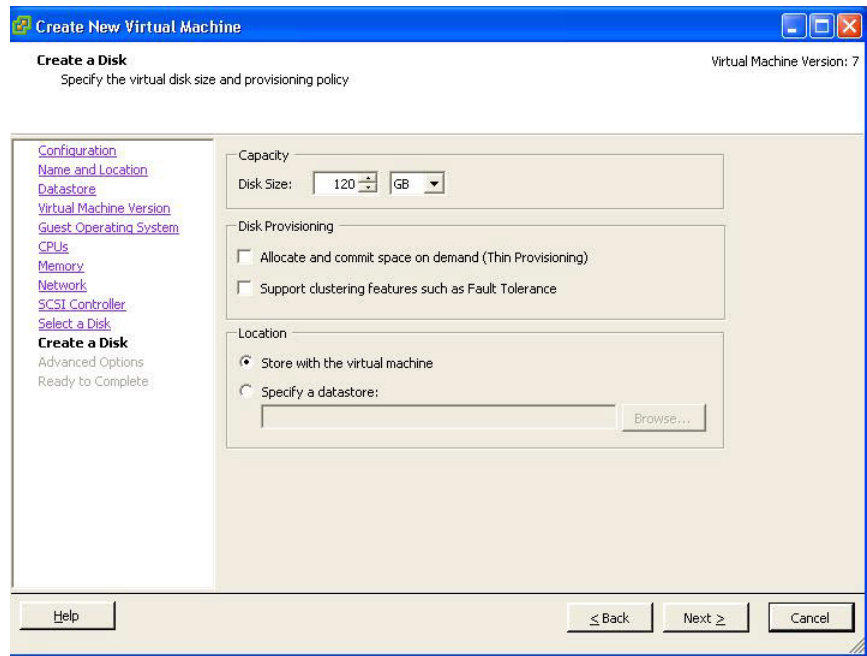 Create New Virtual Machine
Create a Disk
Specify the virtual disk size and provisioning policy
Virtual Machine Version: 7
Configuration
Name and Location
Datastore
Virtual Machine Version
Guest Operating System
CPUs
Memory
Network
SCSI Controller
Select a Disk
Create a Disk
Advanced Options
Ready to Complete
Capacity
Disk Size: 120 GB
Disk Provisioning
Allocate and commit space on demand (Thin Provisioning)
Support clustering features such as Fault Tolerance
Location
Store with the virtual machine
Specify a datastore:
Browse...
Help
< Back
Next >
Cancel